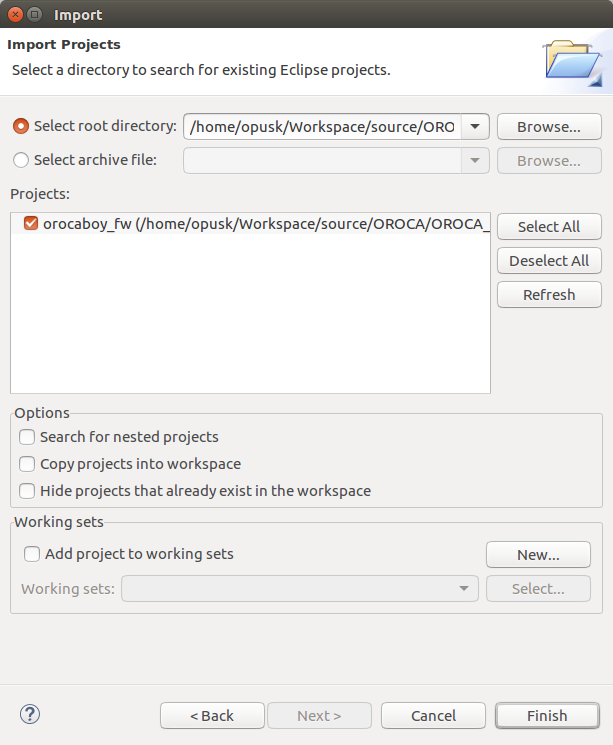 Import
Import Projects
Select a directory to search for existing Eclipse projects.
Select root directory: /home/opusk/Workspace/source/ORO Browse...
Select archive file: Browse...
Projects:
orocaboy_fw (/home/opusk/Workspace/source/OROCA/OROCA_
Select All
Deselect All
Refresh
Options
Search for nested projects
Copy projects into workspace
Hide projects that already exist in the workspace
Working sets
Add project to working sets New...
Working sets: Select...
? < Back Next > Cancel Finish